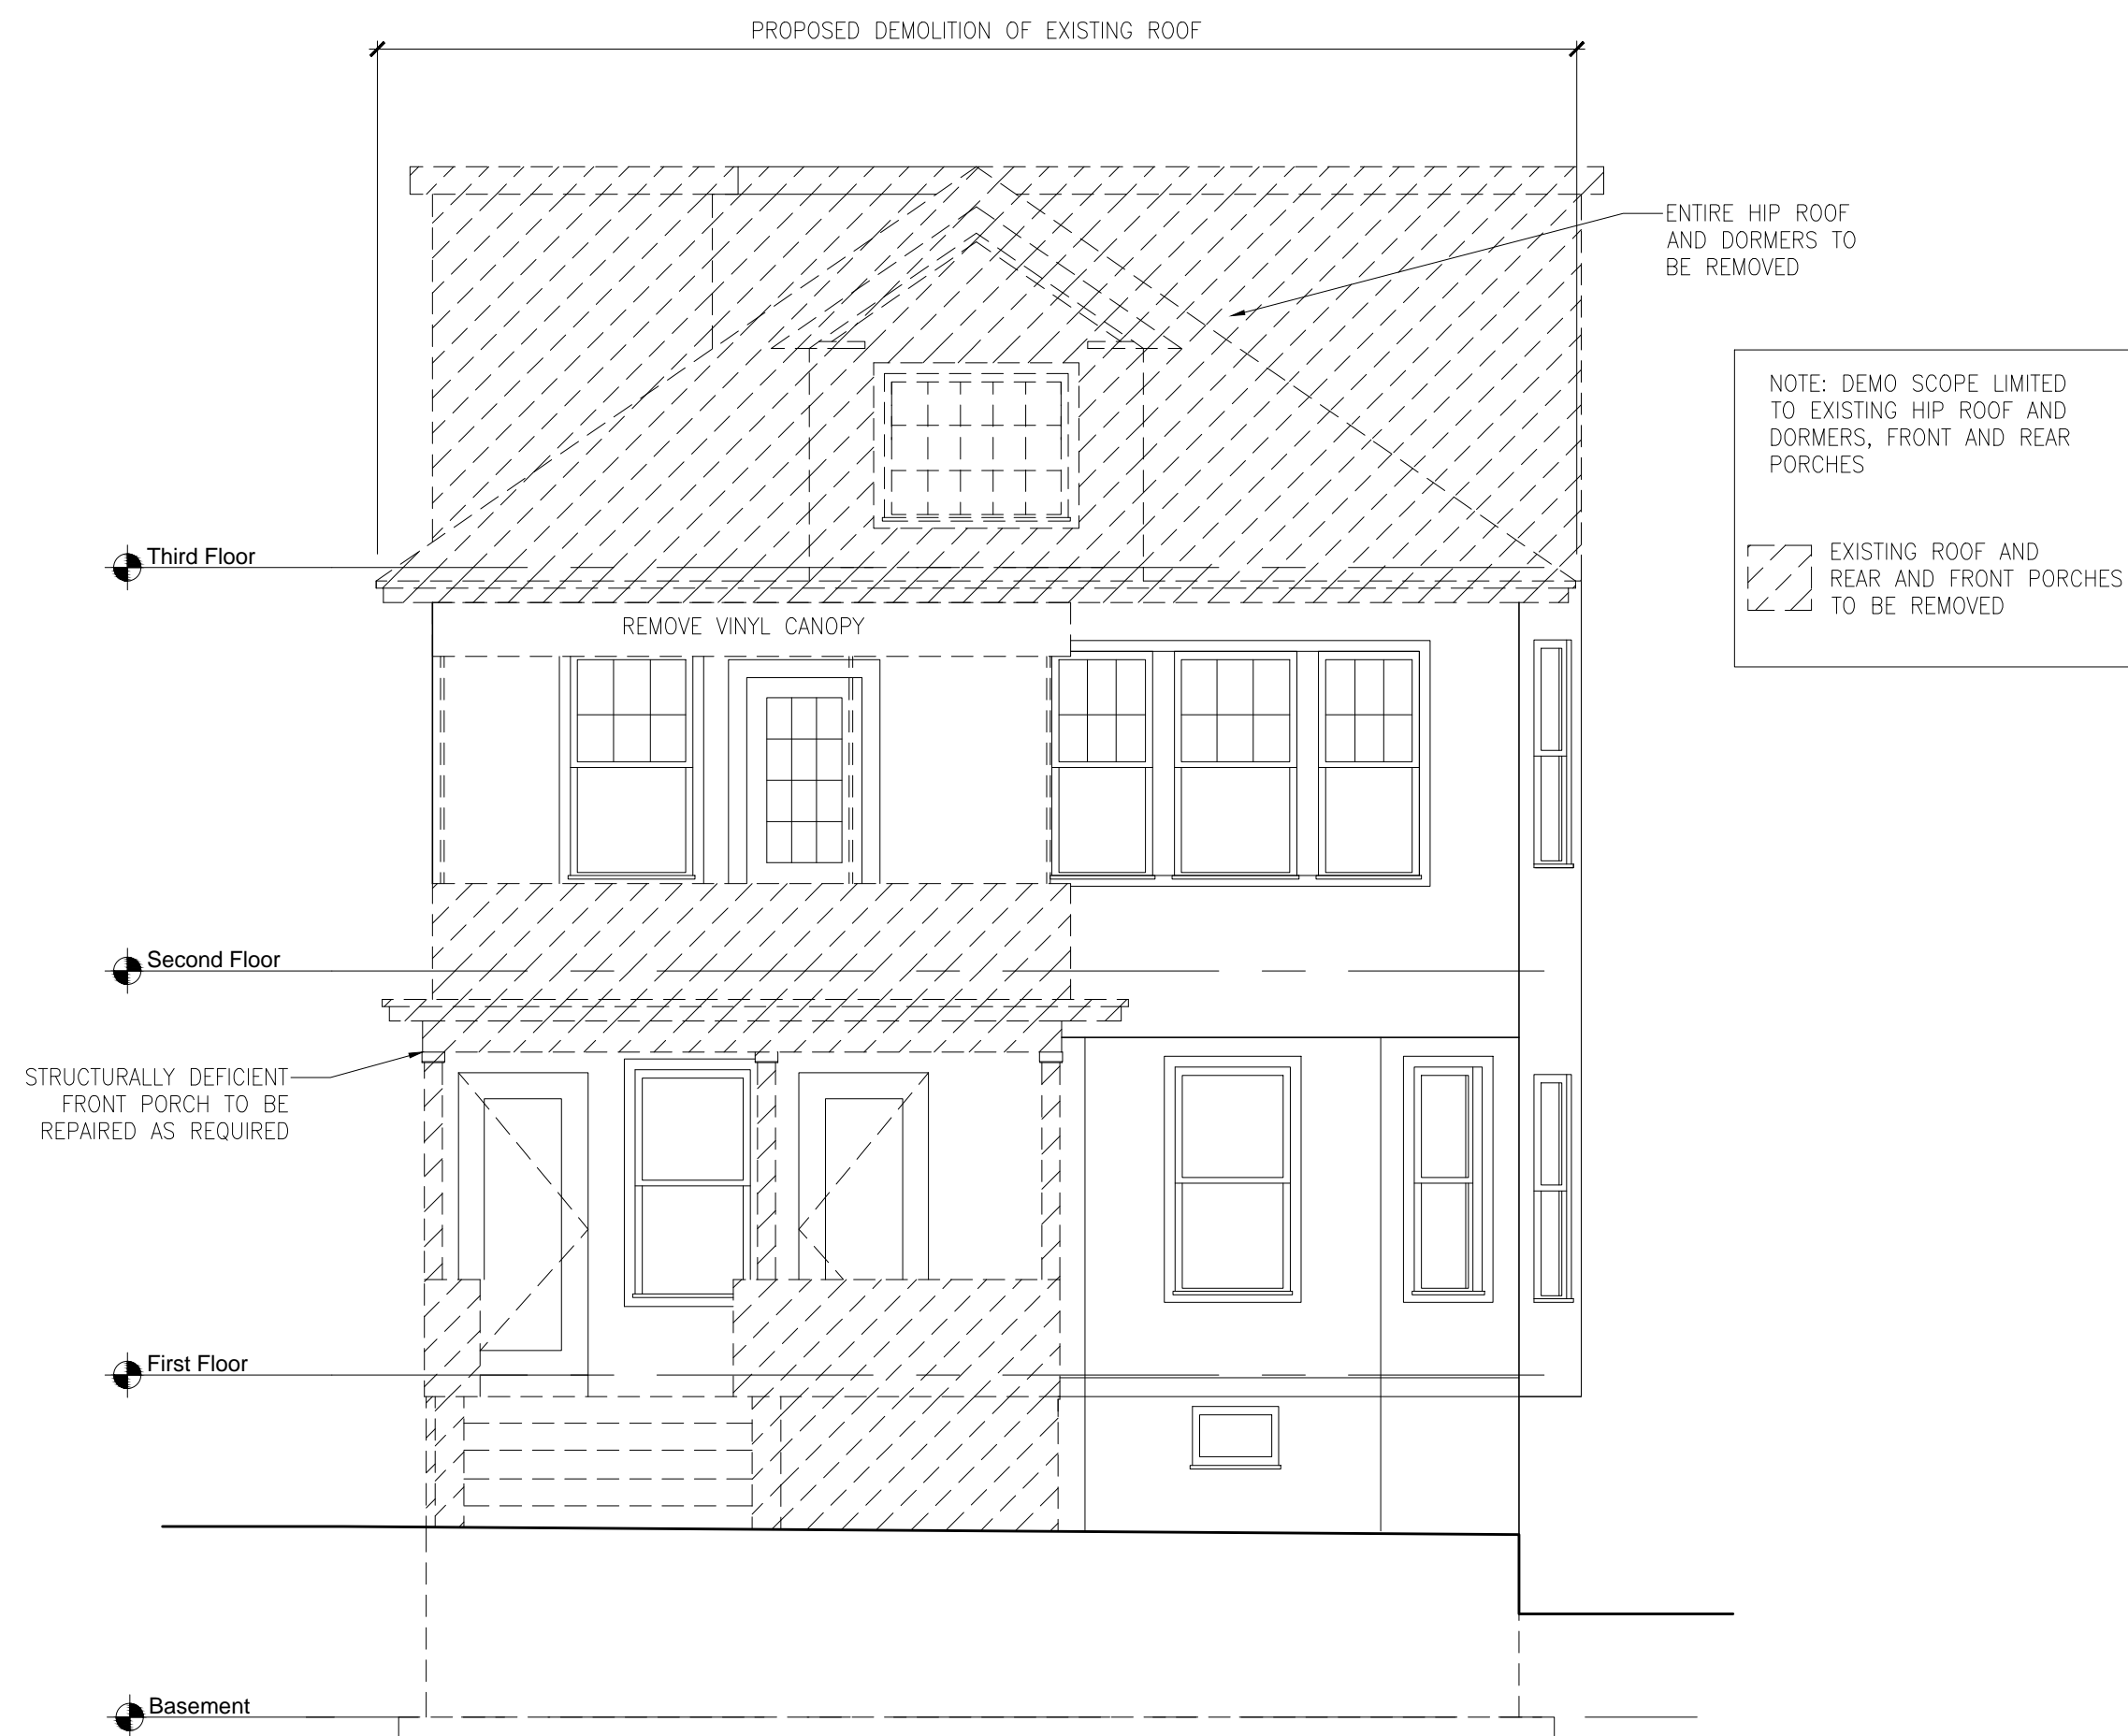 PROPOSED DEMOLITION OF EXISTING ROOF
ENTIRE HIP ROOF
AND DORMERS TO
BE REMOVED
NOTE: DEMO SCOPE LIMITED
TO EXISTING HIP ROOF AND
DORMERS, FRONT AND REAR
PORCHES
EXISTING ROOF AND
REAR AND FRONT PORCHES
TO BE REMOVED
Third Floor
REMOVE VINYL CANOPY
Second Floor
STRUCTURALLY DEFICIENT
FRONT PORCH TO BE
REPAIRED AS REQUIRED
First Floor
Basement